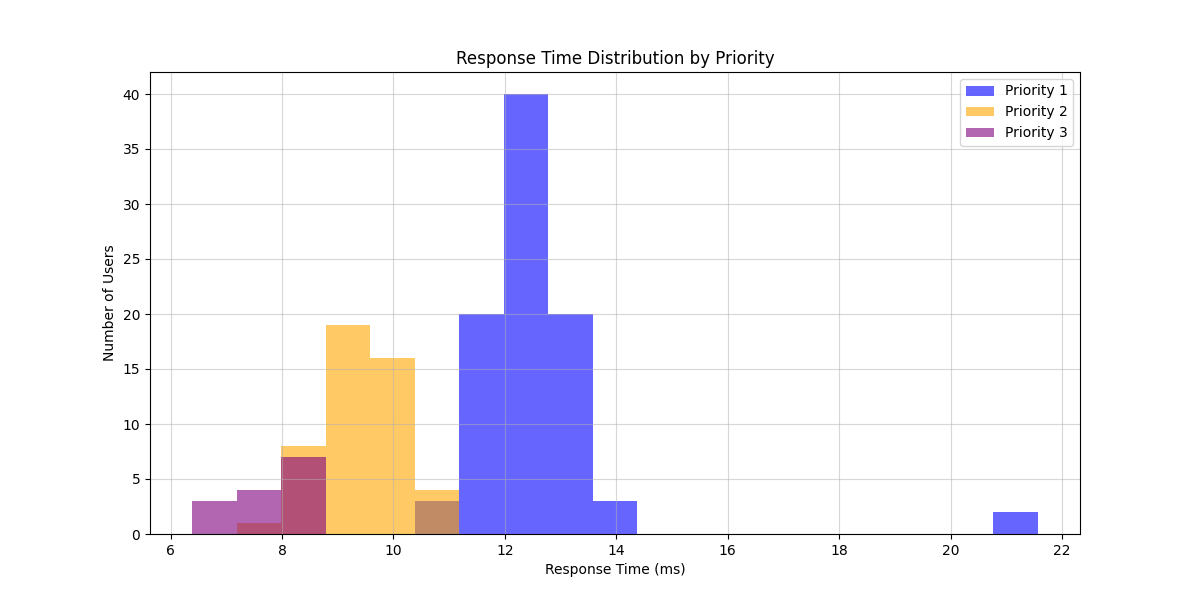 Response Time Distribution by Priority
Priority 1
Priority 2
Priority 3
Number of Users
40
35
30
25
20
15
10
5
0
6 8 10 12 14 16 18 20 22
Response Time (ms)